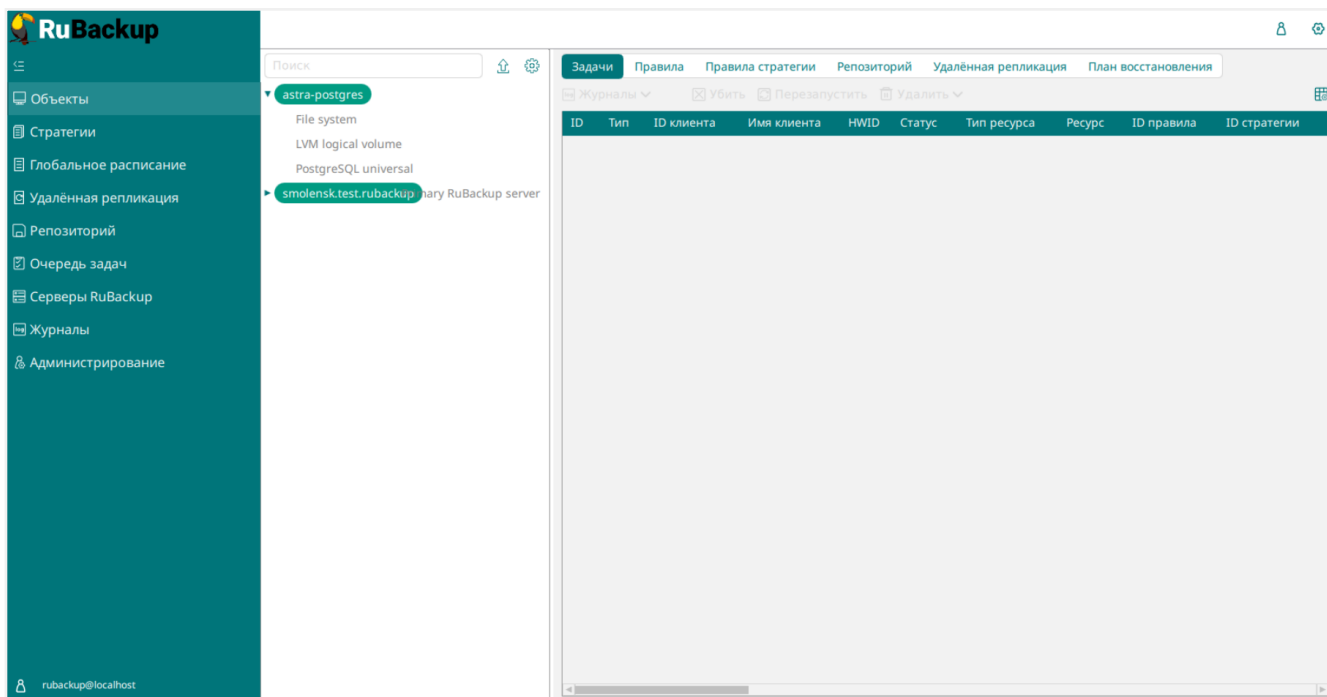 RuBackup
Объекты
Стратегии
Глобальное расписание
Удалённая репликация
Репозиторий
Очередь задач
Серверы RuBackup
Журналы
Администрирование
rubackup@localhost
Поиск
astra-postgres
File system
LVM logical volume
PostgreSQL universal
smolensk.test.rubackup RuBackup server
Задачи Правила Правила стратегии Репозиторий Удалённая репликация План восстановления
Журналы Убить Перезапустить Удалить
ID Тип ID клиента Имя клиента HWID Статус Тип ресурса Ресурс ID правила ID стратегии